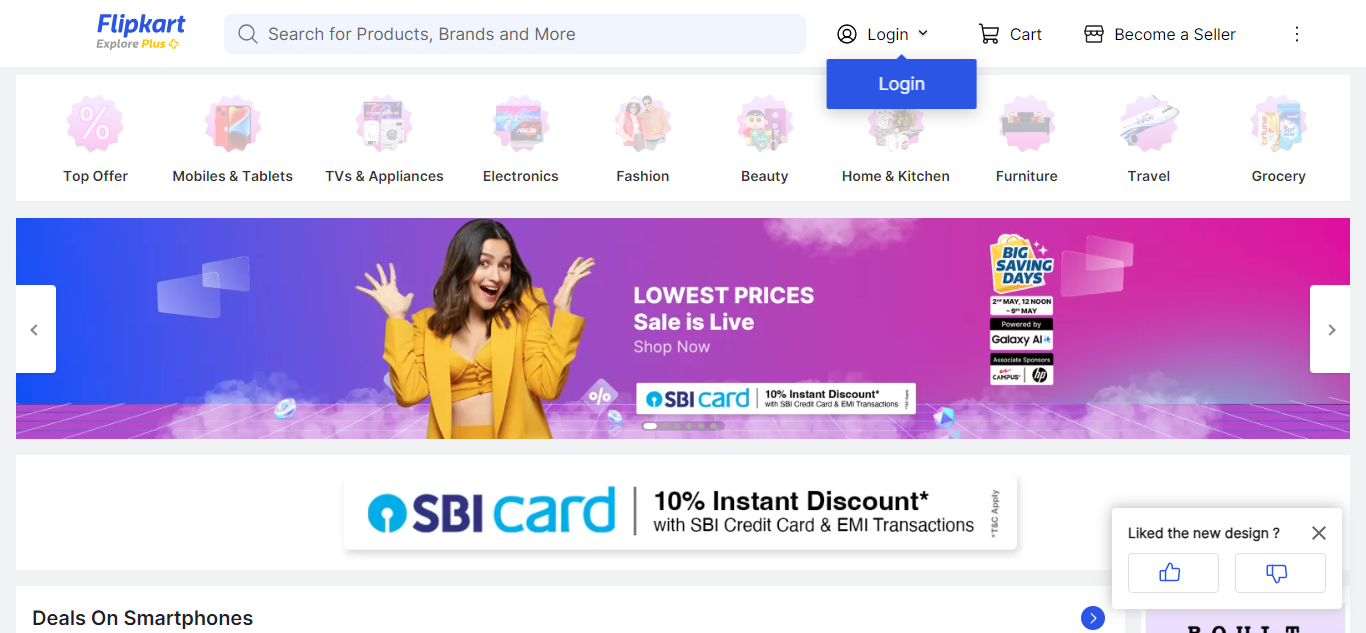 Flipkart
Explore Plus
Search for Products, Brands and More
Login
Cart
Become a Seller
Login
Top Offer
Mobiles & Tablets
TVs & Appliances
Electronics
Fashion
Beauty
Home & Kitchen
Furniture
Travel
Grocery
LOWEST PRICES
Sale is Live
Shop Now
SBI card
10% Instant Discount*
with SBI Credit Card & EMI Transactions
BIG
SAVING
DAYS
2ND MAY, 12 NOON
- 9TH MAY
Powered by
Galaxy AI
Associate Sponsors
CAMPUS
hp
SBI card
10% Instant Discount*
with SBI Credit Card & EMI Transactions
*T&C Apply
Liked the new design ?
Deals On Smartphones
BOULT